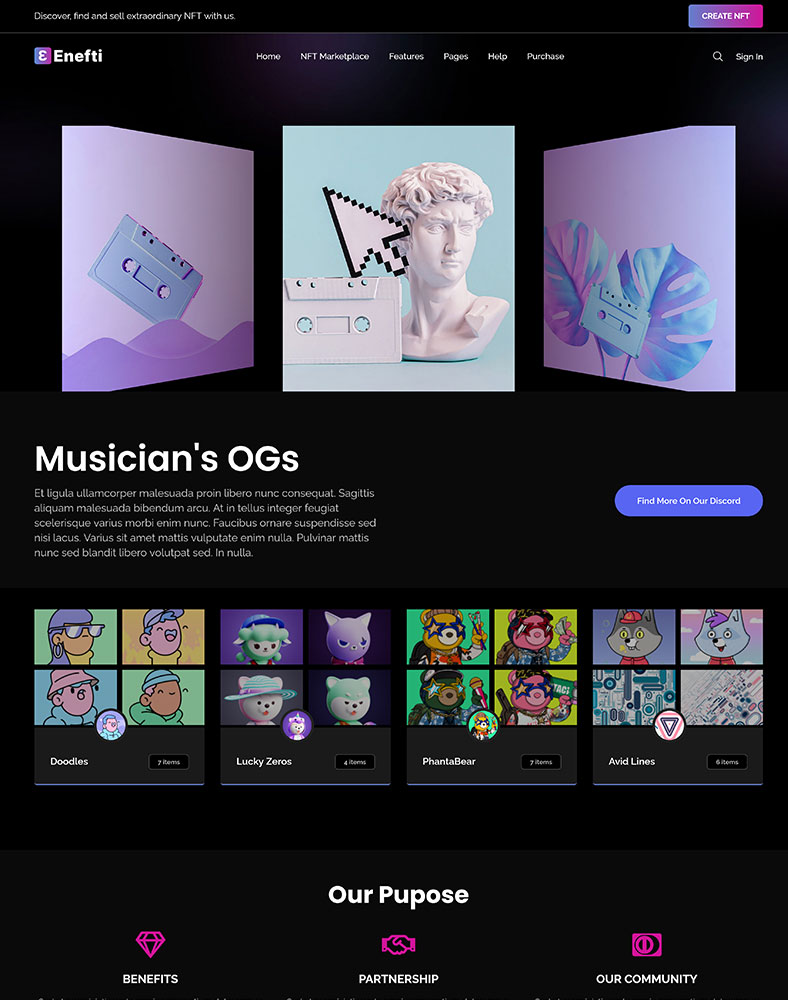 Discover, find and sell extraordinary NFT with us.
CREATE NFT
Enefti
Home NFT Marketplace Features Pages Help Purchase
Sign In
Musician's OGs
Et ligula ullamcorper malesuada proin libero nunc consequat. Sagittis
aliquam malesuada bibendum arcu. At in tellus integer feugiat
scelerisque varius morbi enim nunc. Faucibus ornare suspendisse sed
nisi lacus. Varius sit amet mattis vulputate enim nulla. Pulvinar mattis
nunc sed blandit libero volutpat sed. In nulla.
Find More On Our Discord
Doodles 7 items
Lucky Zeros 4 items
PhantaBear 7 items
Avid Lines 6 items
Our Pupose
BENEFITS
PARTNERSHIP
OUR COMMUNITY